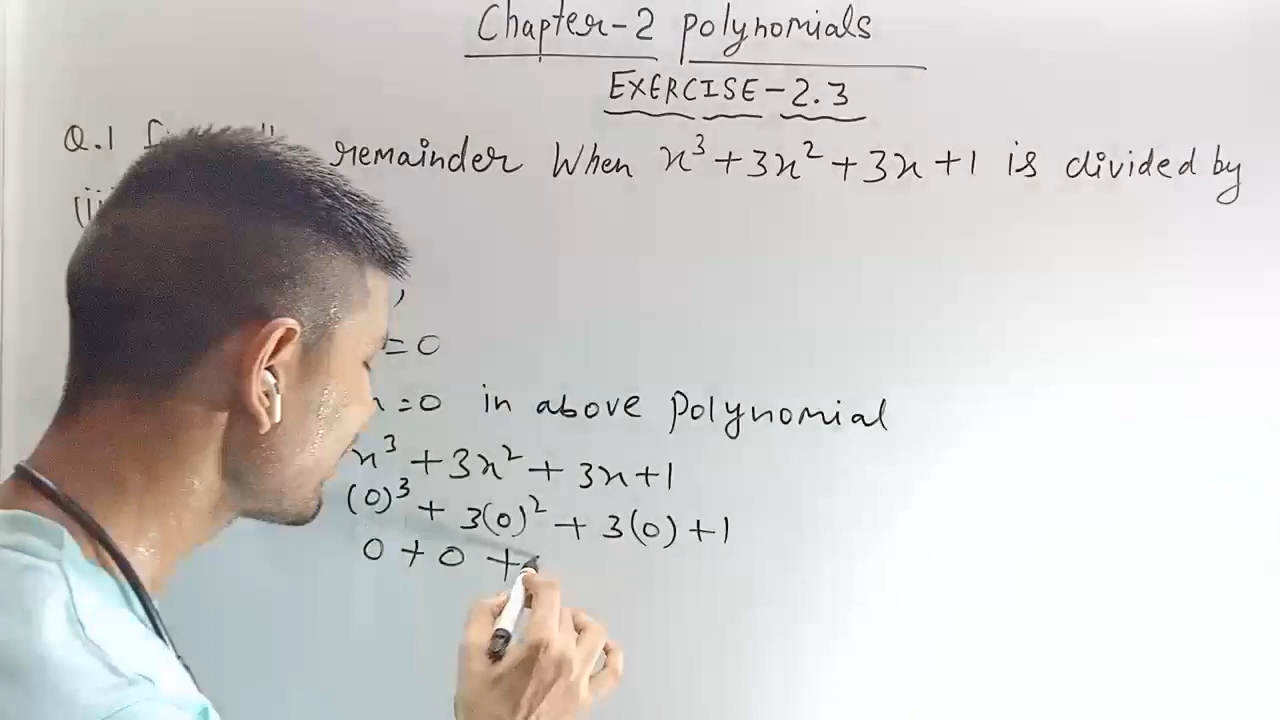 Chapter-2 polynomials
EXERCISE-2.3
Q.1 remainder When x³+3x²+3x+1 is divided by
(ii
=0
x=0 in above polynomial
x³+3x²+3x+1
(0)³+3(0)²+3(0)+1
0+0+